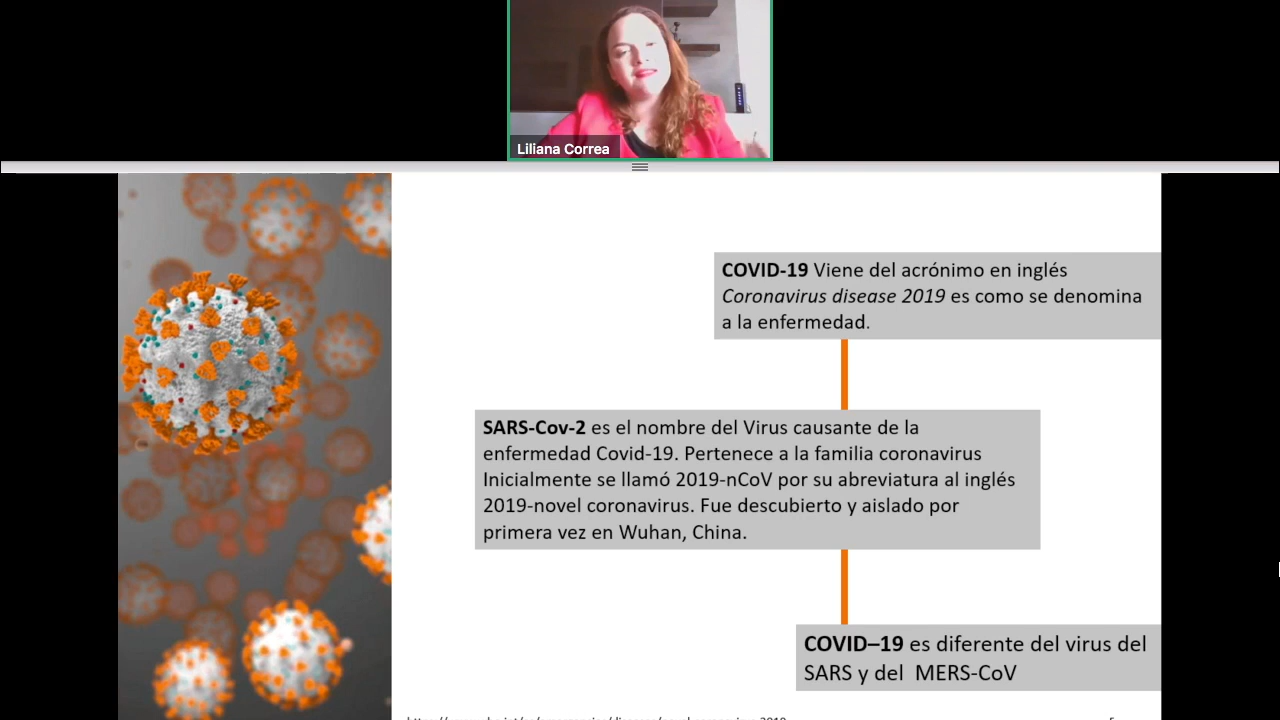 Liliana Correa
COVID-19 Viene del acrónimo en inglés
Coronavirus disease 2019 es como se denomina
a la enfermedad.
SARS-Cov-2 es el nombre del Virus causante de la
enfermedad Covid-19. Pertenece a la familia coronavirus
Inicialmente se llamó 2019-nCoV por su abreviatura al inglés
2019-novel coronavirus. Fue descubierto y aislado por
primera vez en Wuhan, China.
COVID–19 es diferente del virus del
SARS y del MERS-CoV